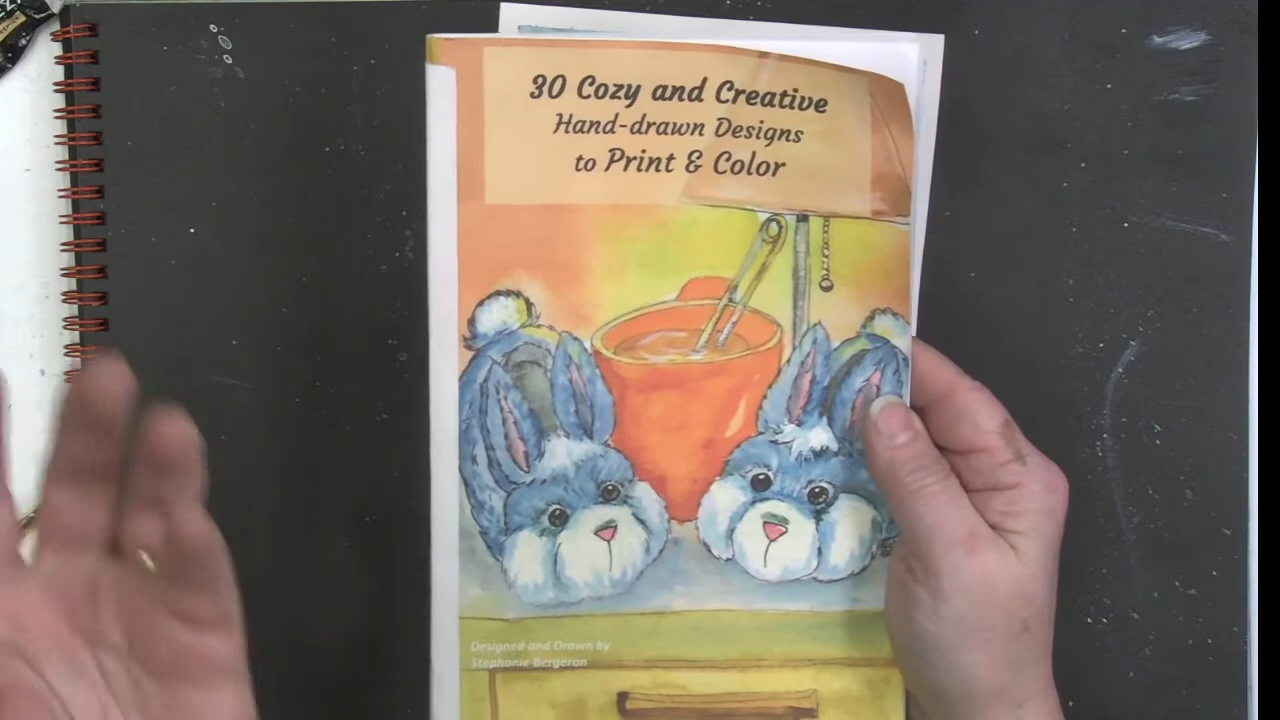 30 Cozy and Creative
Hand-drawn Designs
to Print & Color
Designed and Drawn by
Stephanie Bergeron